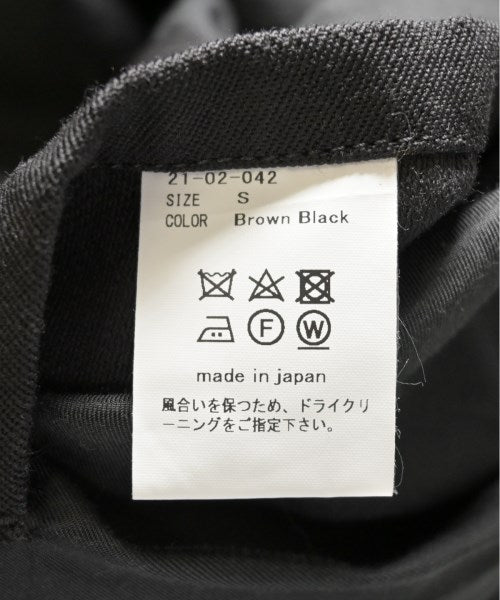 21-02-042
SIZE S
COLOR Brown Black
F W
made in japan
風合いを保つため、ドライクリ
ーニングをご指定下さい。